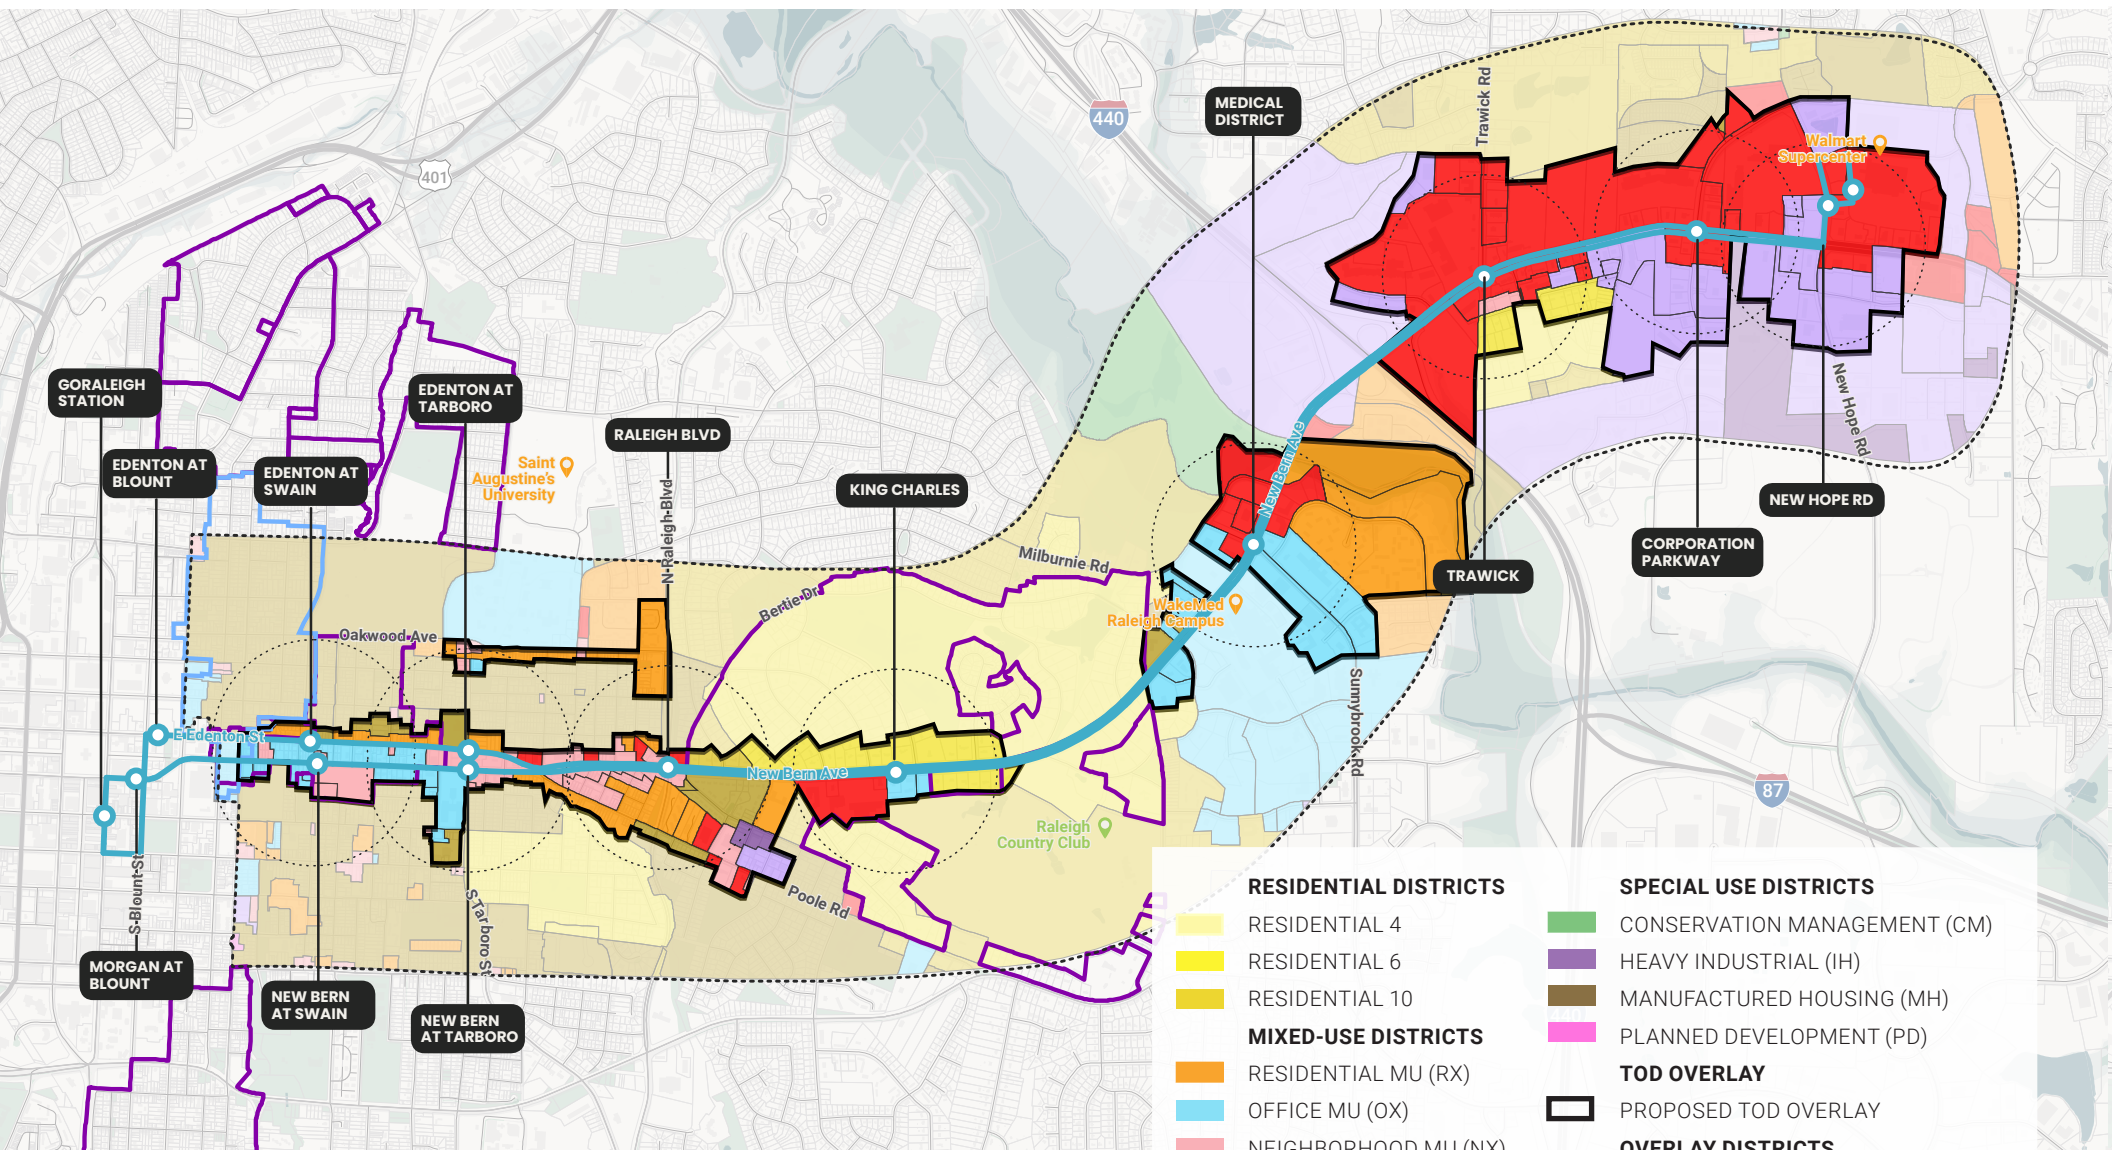 440
401
MEDICAL
DISTRICT
Trawick Rd
Walmart
Supercenter
GORALEIGH
STATION
EDENTON AT
TARBORO
RALEIGH BLVD
EDENTON AT
BLOUNT
EDENTON AT
SWAIN
Saint
Augustine's
University
N Raleigh Blvd
KING CHARLES
New Bern Ave
New Hope Rd
NEW HOPE RD
CORPORATION
PARKWAY
TRAWICK
Milburnie Rd
Bertie Dr
Oakwood Ave
WakeMed
Raleigh Campus
Sunnybrook Rd
E Edenton St
New Bern Ave
87
Raleigh
Country Club
Poole Rd
S Blount St
S Tarboro St
MORGAN AT
BLOUNT
NEW BERN
AT SWAIN
NEW BERN
AT TARBORO
RESIDENTIAL DISTRICTS
RESIDENTIAL 4
RESIDENTIAL 6
RESIDENTIAL 10
MIXED-USE DISTRICTS
RESIDENTIAL MU (RX)
OFFICE MU (OX)
NEIGHBORHOOD MU (NX)
SPECIAL USE DISTRICTS
CONSERVATION MANAGEMENT (CM)
HEAVY INDUSTRIAL (IH)
MANUFACTURED HOUSING (MH)
PLANNED DEVELOPMENT (PD)
TOD OVERLAY
PROPOSED TOD OVERLAY
OVERLAY DISTRICTS